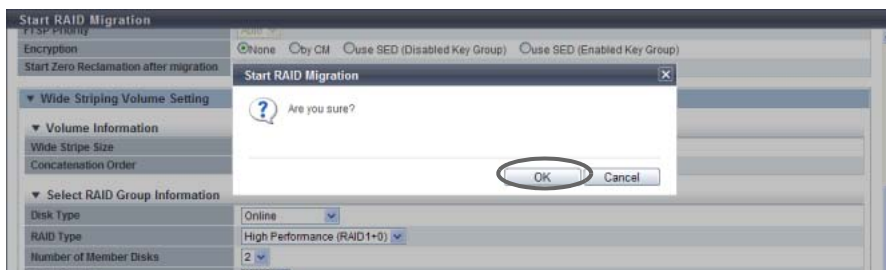 Start RAID Migration
FTSP Priority Auto
Encryption None by CM use SED (Disabled Key Group) use SED (Enabled Key Group)
Start Zero Reclamation after migration
Start RAID Migration
Are you sure?
OK Cancel
Wide Striping Volume Setting
Volume Information
Wide Stripe Size
Concatenation Order
Select RAID Group Information
Disk Type Online
RAID Type High Performance (RAID1+0)
Number of Member Disks 2